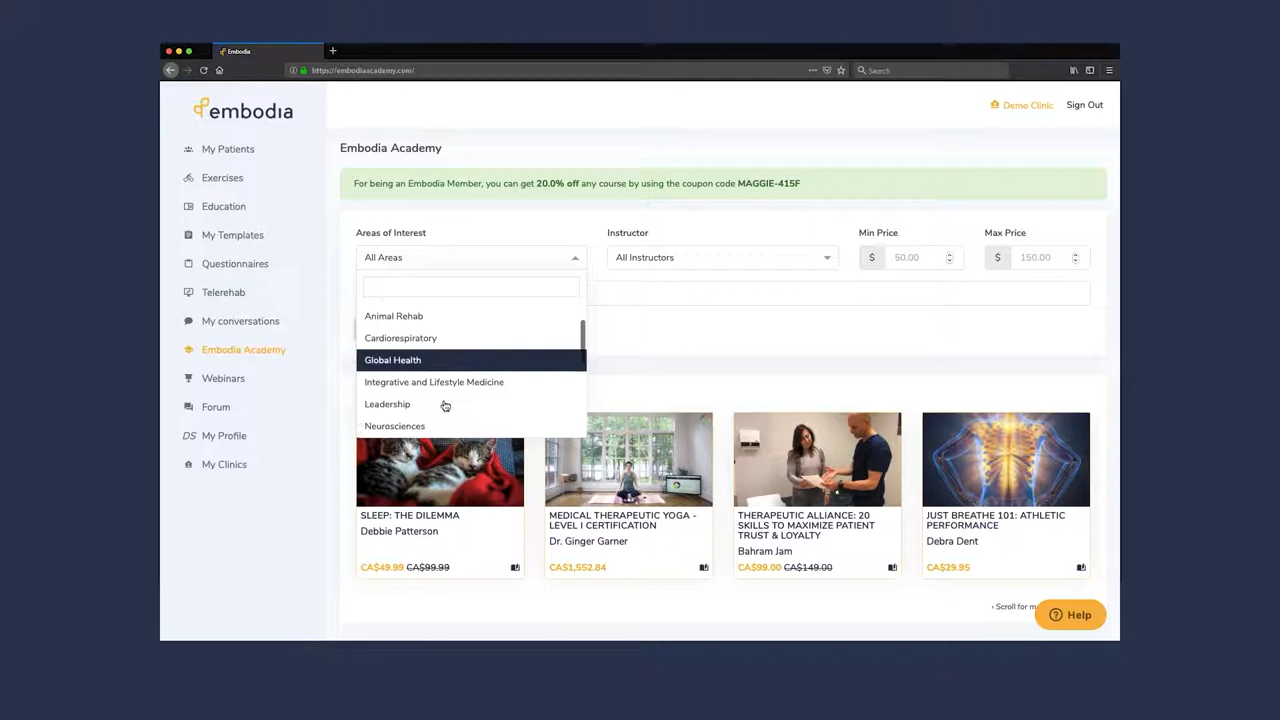 Embodia
https://embodiaacademy.com/
Search
embodia
Demo Clinic
Sign Out
My Patients
Exercises
Education
My Templates
Questionnaires
Telerehab
My conversations
Embodia Academy
Webinars
Forum
DS My Profile
My Clinics
Embodia Academy
For being an Embodia Member, you can get 20.0% off any course by using the coupon code MAGGIE-415F
Areas of Interest
Instructor
Min Price
Max Price
All Areas
All Instructors
$ 50.00
$ 150.00
Animal Rehab
Cardiorespiratory
Global Health
Integrative and Lifestyle Medicine
Leadership
Neurosciences
SLEEP: THE DILEMMA
Debbie Patterson
CA$49.99 CA$99.99
MEDICAL THERAPEUTIC YOGA -
LEVEL I CERTIFICATION
Dr. Ginger Garner
CA$1,552.84
THERAPEUTIC ALLIANCE: 20
SKILLS TO MAXIMIZE PATIENT
TRUST & LOYALTY
Bahram Jam
CA$99.00 CA$149.00
JUST BREATHE 101: ATHLETIC
PERFORMANCE
Debra Dent
CA$29.95
‹ Scroll for
Help